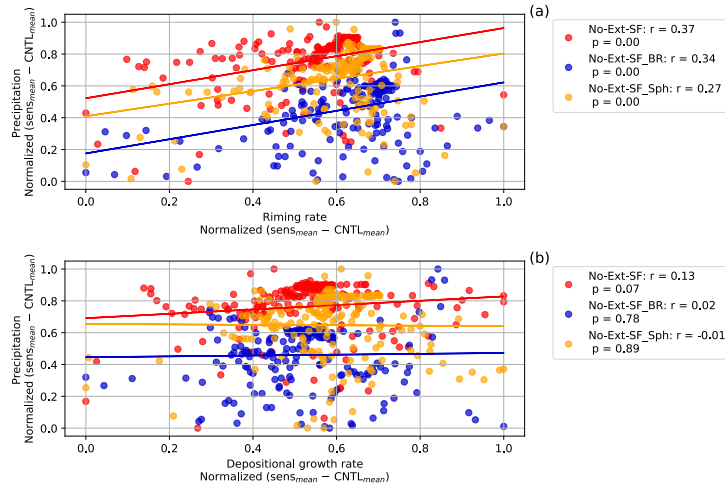 (a)
1.0
0.8
0.6
0.4
0.2
0.0
Precipitation
Normalized (sens_mean − CNTL_mean)
0.0 0.2 0.4 0.6 0.8 1.0
Riming rate
Normalized (sens_mean − CNTL_mean)
No-Ext-SF: r = 0.37
p = 0.00
No-Ext-SF_BR: r = 0.34
p = 0.00
No-Ext-SF_Sph: r = 0.27
p = 0.00
(b)
1.0
0.8
0.6
0.4
0.2
0.0
Precipitation
Normalized (sens_mean − CNTL_mean)
0.0 0.2 0.4 0.6 0.8 1.0
Depositional growth rate
Normalized (sens_mean − CNTL_mean)
No-Ext-SF: r = 0.13
p = 0.07
No-Ext-SF_BR: r = 0.02
p = 0.78
No-Ext-SF_Sph: r = -0.01
p = 0.89